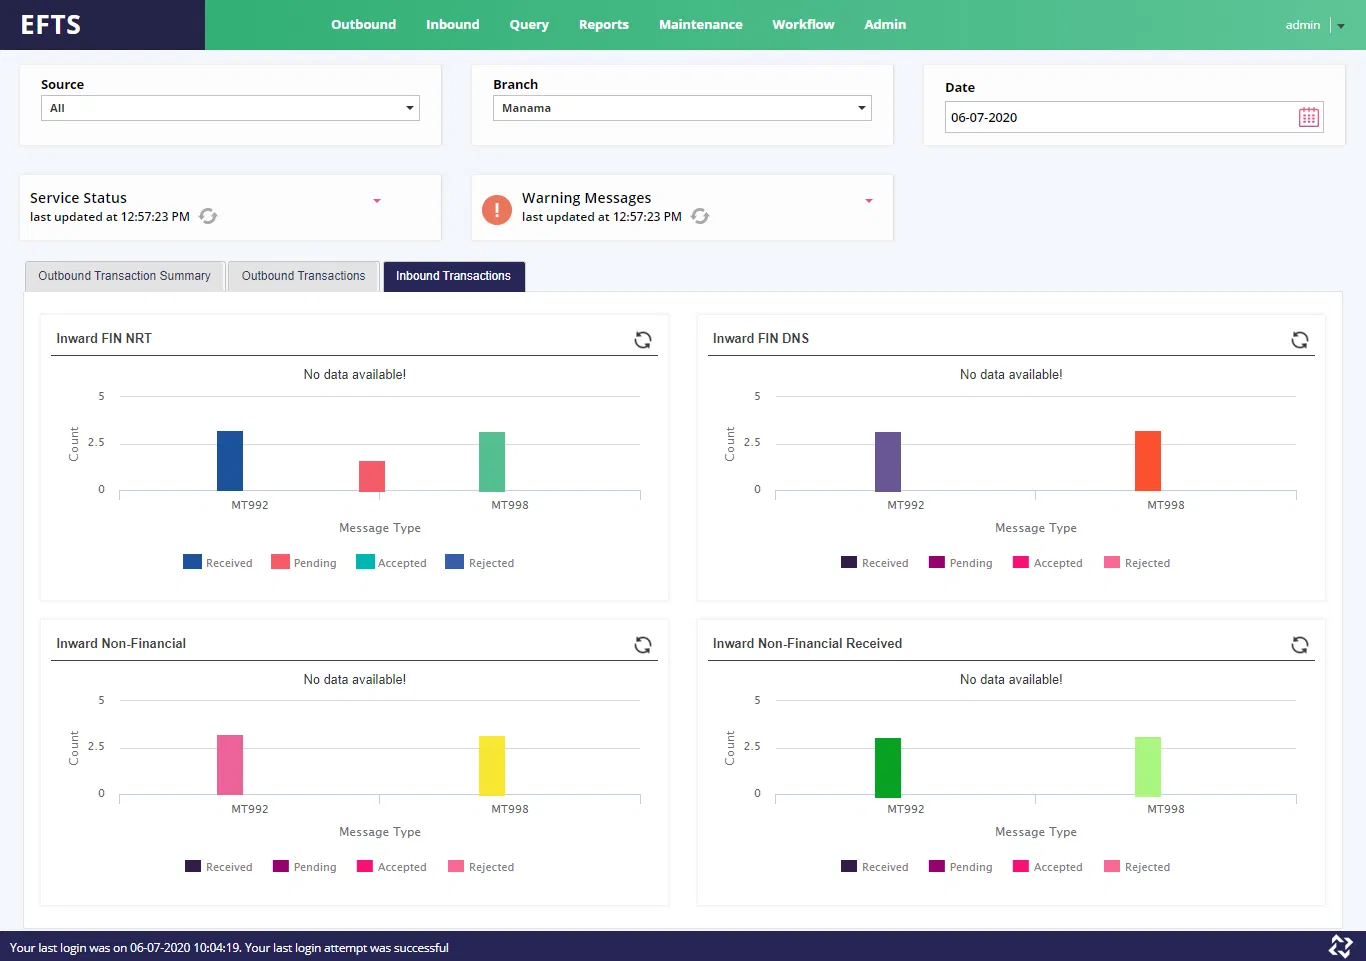 EFTS
Outbound Inbound Query Reports Maintenance Workflow Admin
admin
Source
All
Branch
Manama
Date
06-07-2020
Service Status
last updated at 12:57:23 PM
!
Warning Messages
last updated at 12:57:23 PM
Outbound Transaction Summary Outbound Transactions Inbound Transactions
Inward FIN NRT
No data available!
5
2.5
0
Count
MT992 MT998
Message Type
Received Pending Accepted Rejected
Inward FIN DNS
No data available!
5
2.5
0
Count
MT992 MT998
Message Type
Received Pending Accepted Rejected
Inward Non-Financial
No data available!
5
2.5
0
Count
MT992 MT998
Message Type
Received Pending Accepted Rejected
Inward Non-Financial Received
No data available!
5
2.5
0
Count
MT992 MT998
Message Type
Received Pending Accepted Rejected
Your last login was on 06-07-2020 10:04:19. Your last login attempt was successful